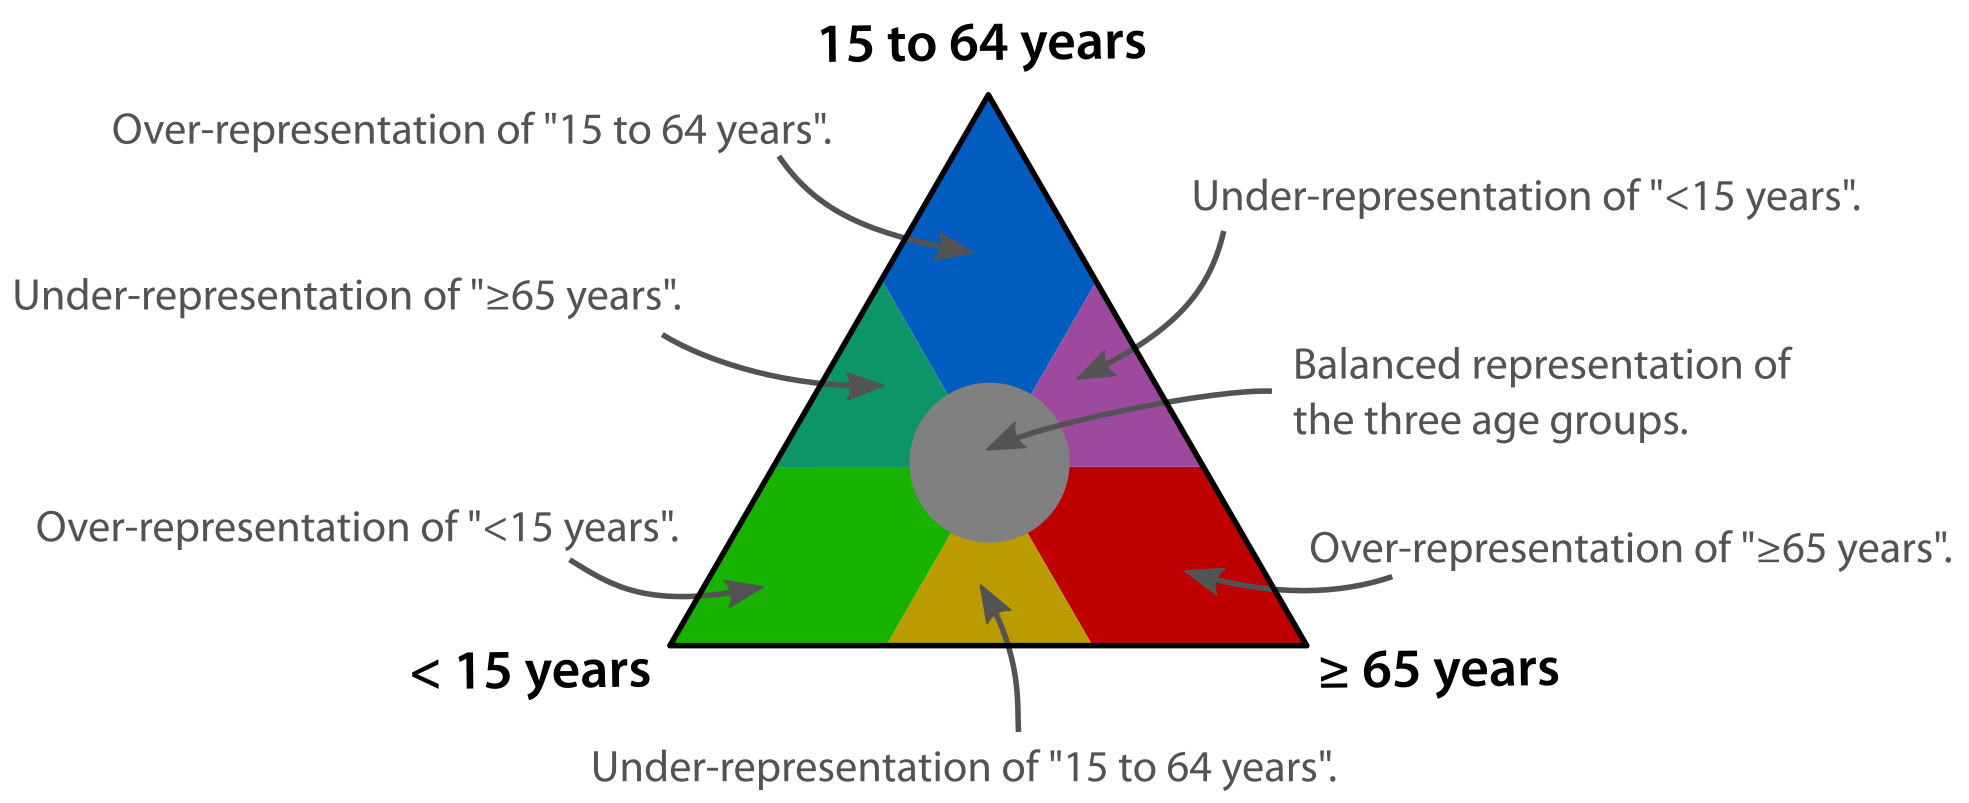 15 to 64 years
Over-representation of "15 to 64 years".
Under-representation of "<15 years".
Under-representation of "≥65 years".
Balanced representation of
the three age groups.
Over-representation of "<15 years".
Over-representation of "≥65 years".
< 15 years
≥ 65 years
Under-representation of "15 to 64 years".